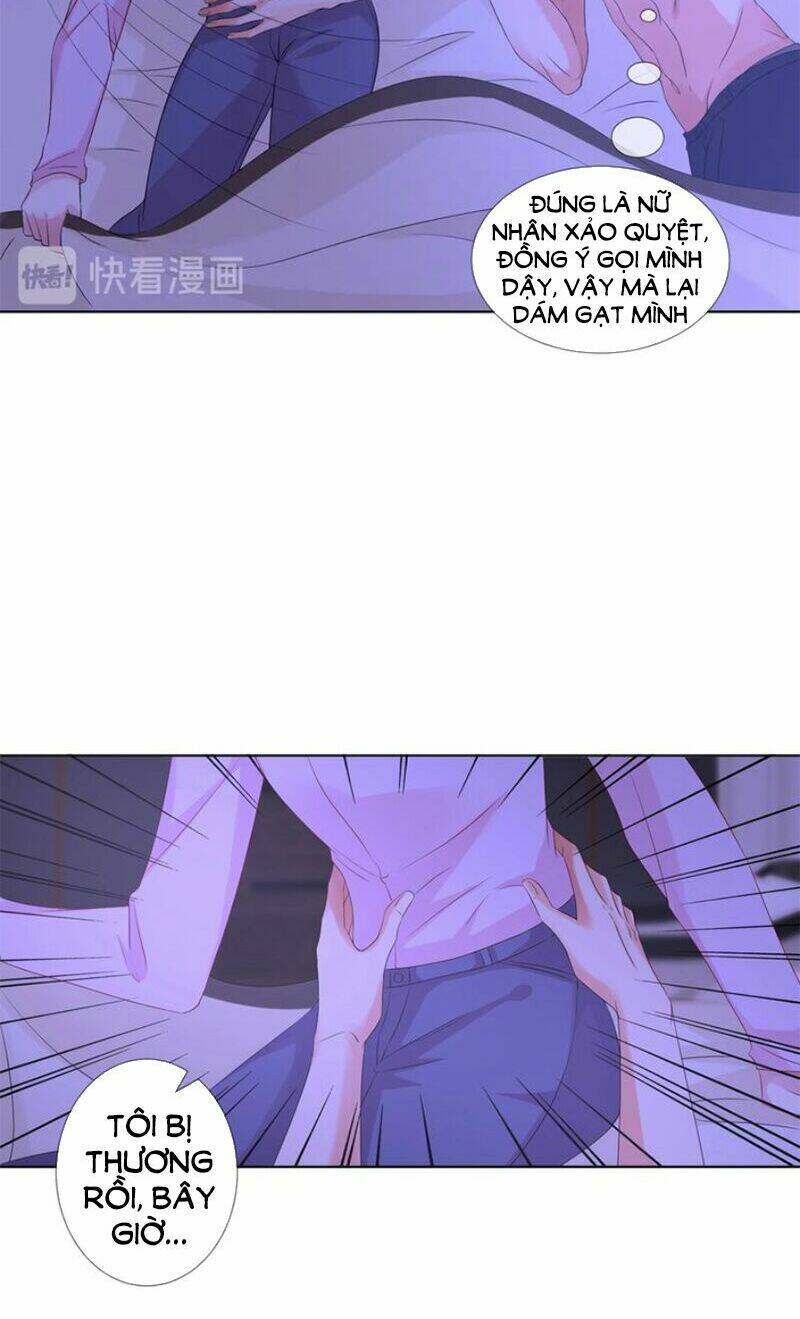 ĐÚNG LÀ NỮ
NHÂN XẢO QUYỆT,
ĐỒNG Ý GỌI MÌNH
DẬY, VẬY MÀ LẠI
DÁM GẠT MÌNH
快看! 快看漫画
TÔI BỊ
THƯƠNG
RỒI, BÂY
GIỜ...